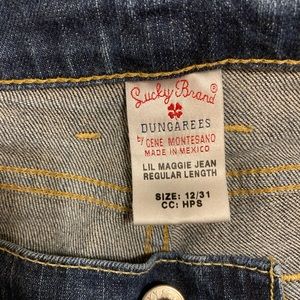 Lucky Brand
DUNGAREES
by GENE MONTESANO
MADE IN MEXICO
LIL MAGGIE JEAN
REGULAR LENGTH
SIZE: 12/31
CC: HPS